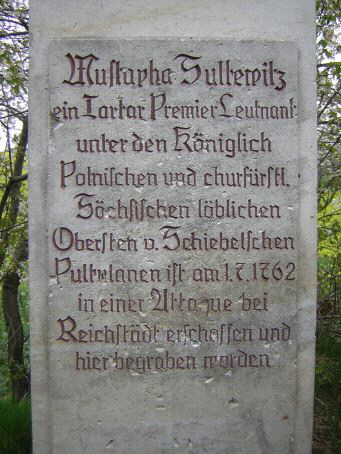 Mustapha Sulkewitz
ein Tartar Premier-Leutnant
unter den Königlich
Polnischen und churfürstl.
Sächsischen löblichen
Obersten v. Schiebelschen
Pulk Ulanen ist am 1.7.1762
in einer Attaque bei
Reichstädt erschossen und
hier begraben worden